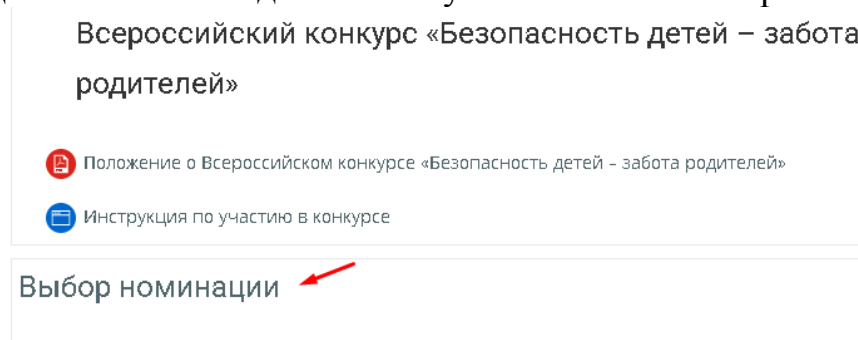 Всероссийский конкурс «Безопасность детей – забота
родителей»
Положение о Всероссийском конкурсе «Безопасность детей – забота родителей»
Инструкция по участию в конкурсе
Выбор номинации